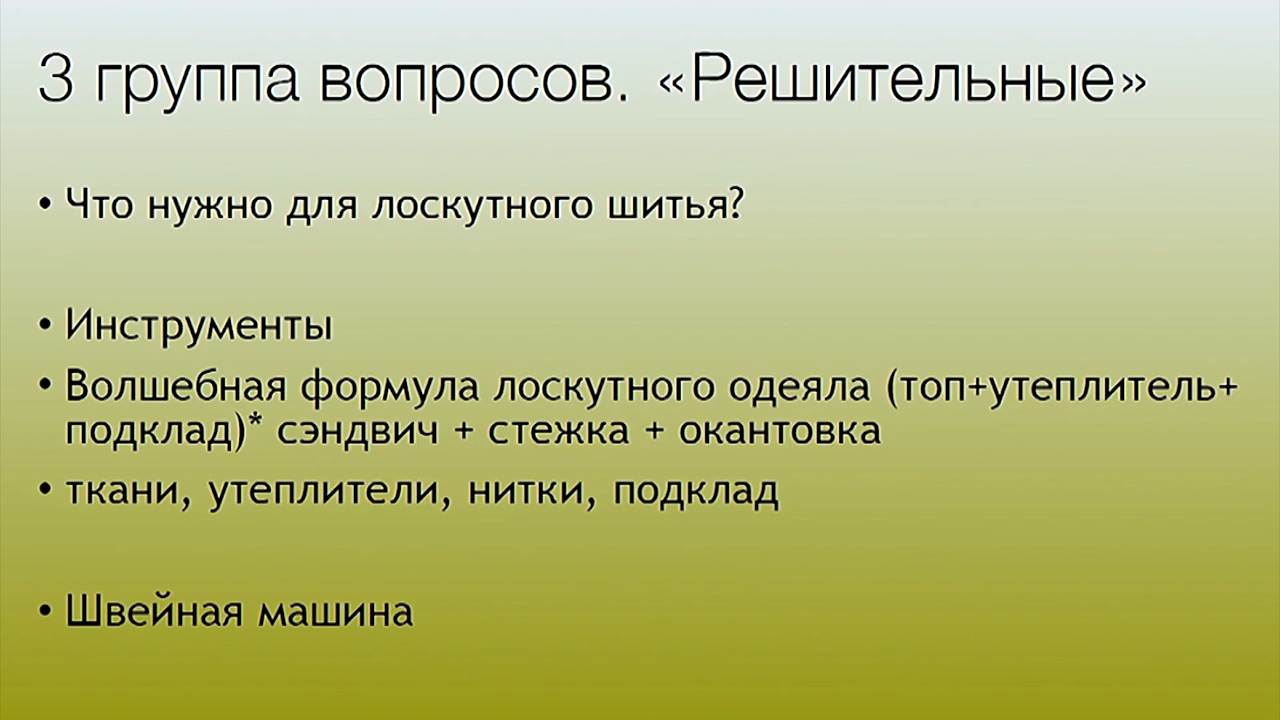 3 группа вопросов. «Решительные»
• Что нужно для лоскутного шитья?
• Инструменты
• Волшебная формула лоскутного одеяла (топ+утеплитель+
подклад)* сэндвич + стежка + окантовка
• ткани, утеплители, нитки, подклад
• Швейная машина